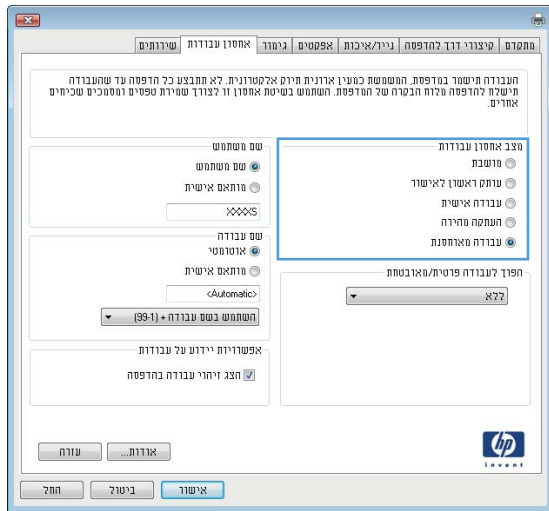 מתקדם
קיצורי דרך להדפסה
נייר/איכות
אפקטים
גימור
אחסון עבודות
שירותים
העבודה תישמר במדפסת, המשמשת כמעין ארונית תיוק אלקטרונית. לא תתבצע כל הדפסה עד שהעבודה
תישלח להדפסה מלוח הבקרה של המדפסת. השתמש בשיטת אחסון זו לצורך שמירת טפסים ומסמכים שכיחים
אחרים.
מצב אחסון עבודות
מושבת
עותק ראשון לאישור
עבודה אישית
העתקה מהירה
עבודה מאוחסנת
הפוך לעבודה פרטית/מאובטחת
ללא
שם משתמש
שם משתמש
מותאם אישית
XXXXS
שם עבודה
אוטומטי
מותאם אישית
<Automatic>
השתמש בשם עבודה + (99-1)
אפשרויות יידוע על עבודות
הצג זיהוי עבודה בהדפסה
hp
invent
אודות...
עזרה
אישור
ביטול
החל